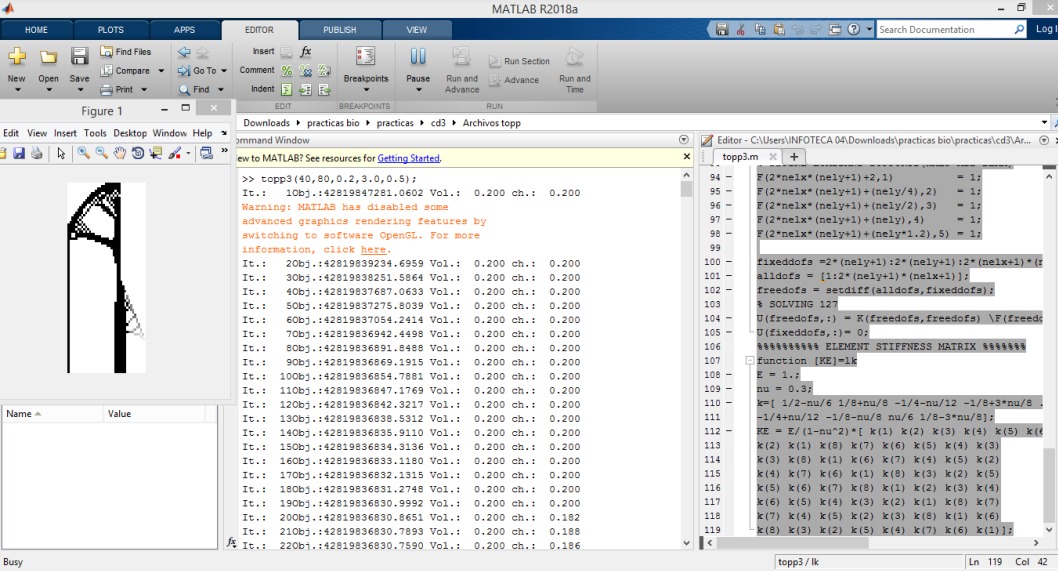 MATLAB R2018a
HOME PLOTS APPS EDITOR PUBLISH VIEW
Search Documentation
Log I
New Open Save Find Files Compare Print Go To Find
Insert fx
Comment
Indent
Breakpoints Pause Run and Advance Run Section Advance Run and Time
EDIT BREAKPOINTS RUN
Figure 1
Edit View Insert Tools Desktop Window Help
Downloads practicas bio practicas cd3 Archivos topp
ommand Window
ew to MATLAB? See resources for Getting Started.
>> topp3(40,80,0.2,3.0,0.5);
It.: 1Obj.:42819847281.0602 Vol.: 0.200 ch.: 0.200
Warning: MATLAB has disabled some
advanced graphics rendering features by
switching to software OpenGL. For more
information, click here.
It.: 2Obj.:42819839234.6959 Vol.: 0.200 ch.: 0.200
It.: 3Obj.:42819838251.5864 Vol.: 0.200 ch.: 0.200
It.: 4Obj.:42819837687.0633 Vol.: 0.200 ch.: 0.200
It.: 5Obj.:42819837275.8039 Vol.: 0.200 ch.: 0.200
It.: 6Obj.:42819837054.2414 Vol.: 0.200 ch.: 0.200
It.: 7Obj.:42819836942.4498 Vol.: 0.200 ch.: 0.200
It.: 8Obj.:42819836891.8488 Vol.: 0.200 ch.: 0.200
It.: 9Obj.:42819836869.1915 Vol.: 0.200 ch.: 0.200
It.: 10Obj.:42819836854.7881 Vol.: 0.200 ch.: 0.200
It.: 11Obj.:42819836847.1769 Vol.: 0.200 ch.: 0.200
It.: 12Obj.:42819836842.3217 Vol.: 0.200 ch.: 0.200
It.: 13Obj.:42819836838.5312 Vol.: 0.200 ch.: 0.200
It.: 14Obj.:42819836835.9110 Vol.: 0.200 ch.: 0.200
It.: 15Obj.:42819836834.3136 Vol.: 0.200 ch.: 0.200
It.: 16Obj.:42819836833.1180 Vol.: 0.200 ch.: 0.200
It.: 17Obj.:42819836832.1315 Vol.: 0.200 ch.: 0.200
It.: 18Obj.:42819836831.2748 Vol.: 0.200 ch.: 0.200
It.: 19Obj.:42819836830.9992 Vol.: 0.200 ch.: 0.200
It.: 20Obj.:42819836830.8651 Vol.: 0.200 ch.: 0.182
It.: 21Obj.:42819836830.7893 Vol.: 0.200 ch.: 0.188
fx It.: 22Obj.:42819836830.7590 Vol.: 0.200 ch.: 0.186
Name Value
Editor - C:\Users\INFOTECA 04\Downloads\practicas bio\practicas\cd3\Ar...
topp3.m
94 F(2*nelx*(nely+1)+2,1) = 1;
95 F(2*nelx*(nely+1)+(nely/4),2) = 1;
96 F(2*nelx*(nely+1)+(nely/2),3) = 1;
97 F(2*nelx*(nely+1)+(nely),4) = 1;
98 F(2*nelx*(nely+1)+(nely*1.2),5) = 1;
99
100 fixeddofs =2*(nely+1):2*(nely+1):2*(nelx+1)*(n
101 alldofs = [1:2*(nely+1)*(nelx+1)];
102 freedofs = setdiff(alldofs,fixeddofs);
103 % SOLVING 127
104 U(freedofs,:) = K(freedofs,freedofs) \F(freedo
105 U(fixeddofs,:)= 0;
106 %%%%%%%%%% ELEMENT STIFFNESS MATRIX %%%%%%%
107 function [KE]=lk
108 E = 1.;
109 nu = 0.3;
110 k=[ 1/2-nu/6 1/8+nu/8 -1/4-nu/12 -1/8+3*nu/8 .
111 -1/4+nu/12 -1/8-nu/8 nu/6 1/8-3*nu/8];
112 KE = E/(1-nu^2)*[ k(1) k(2) k(3) k(4) k(5) k(6
113 k(2) k(1) k(8) k(7) k(6) k(5) k(4) k(3)
114 k(3) k(8) k(1) k(6) k(7) k(4) k(5) k(2)
115 k(4) k(7) k(6) k(1) k(8) k(3) k(2) k(5)
116 k(5) k(6) k(7) k(8) k(1) k(2) k(3) k(4)
117 k(6) k(5) k(4) k(3) k(2) k(1) k(8) k(7)
118 k(7) k(4) k(5) k(2) k(3) k(8) k(1) k(6)
119 k(8) k(3) k(2) k(5) k(4) k(7) k(6) k(1)];
Busy
topp3 / lk
Ln 119 Col 42